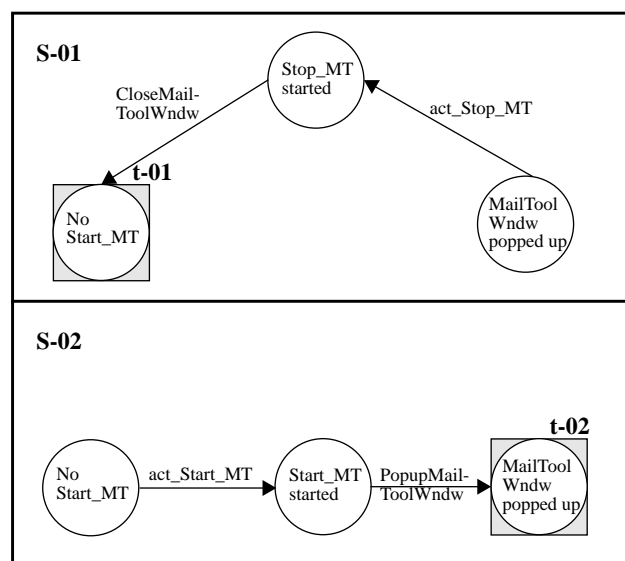 S-01
Stop_MT
started
CloseMail-
ToolWndw
act_Stop_MT
t-01
No
Start_MT
MailTool
Wndw
popped up
S-02
t-02
No
Start_MT
act_Start_MT
Start_MT
started
PopupMail-
ToolWndw
MailTool
Wndw
popped up